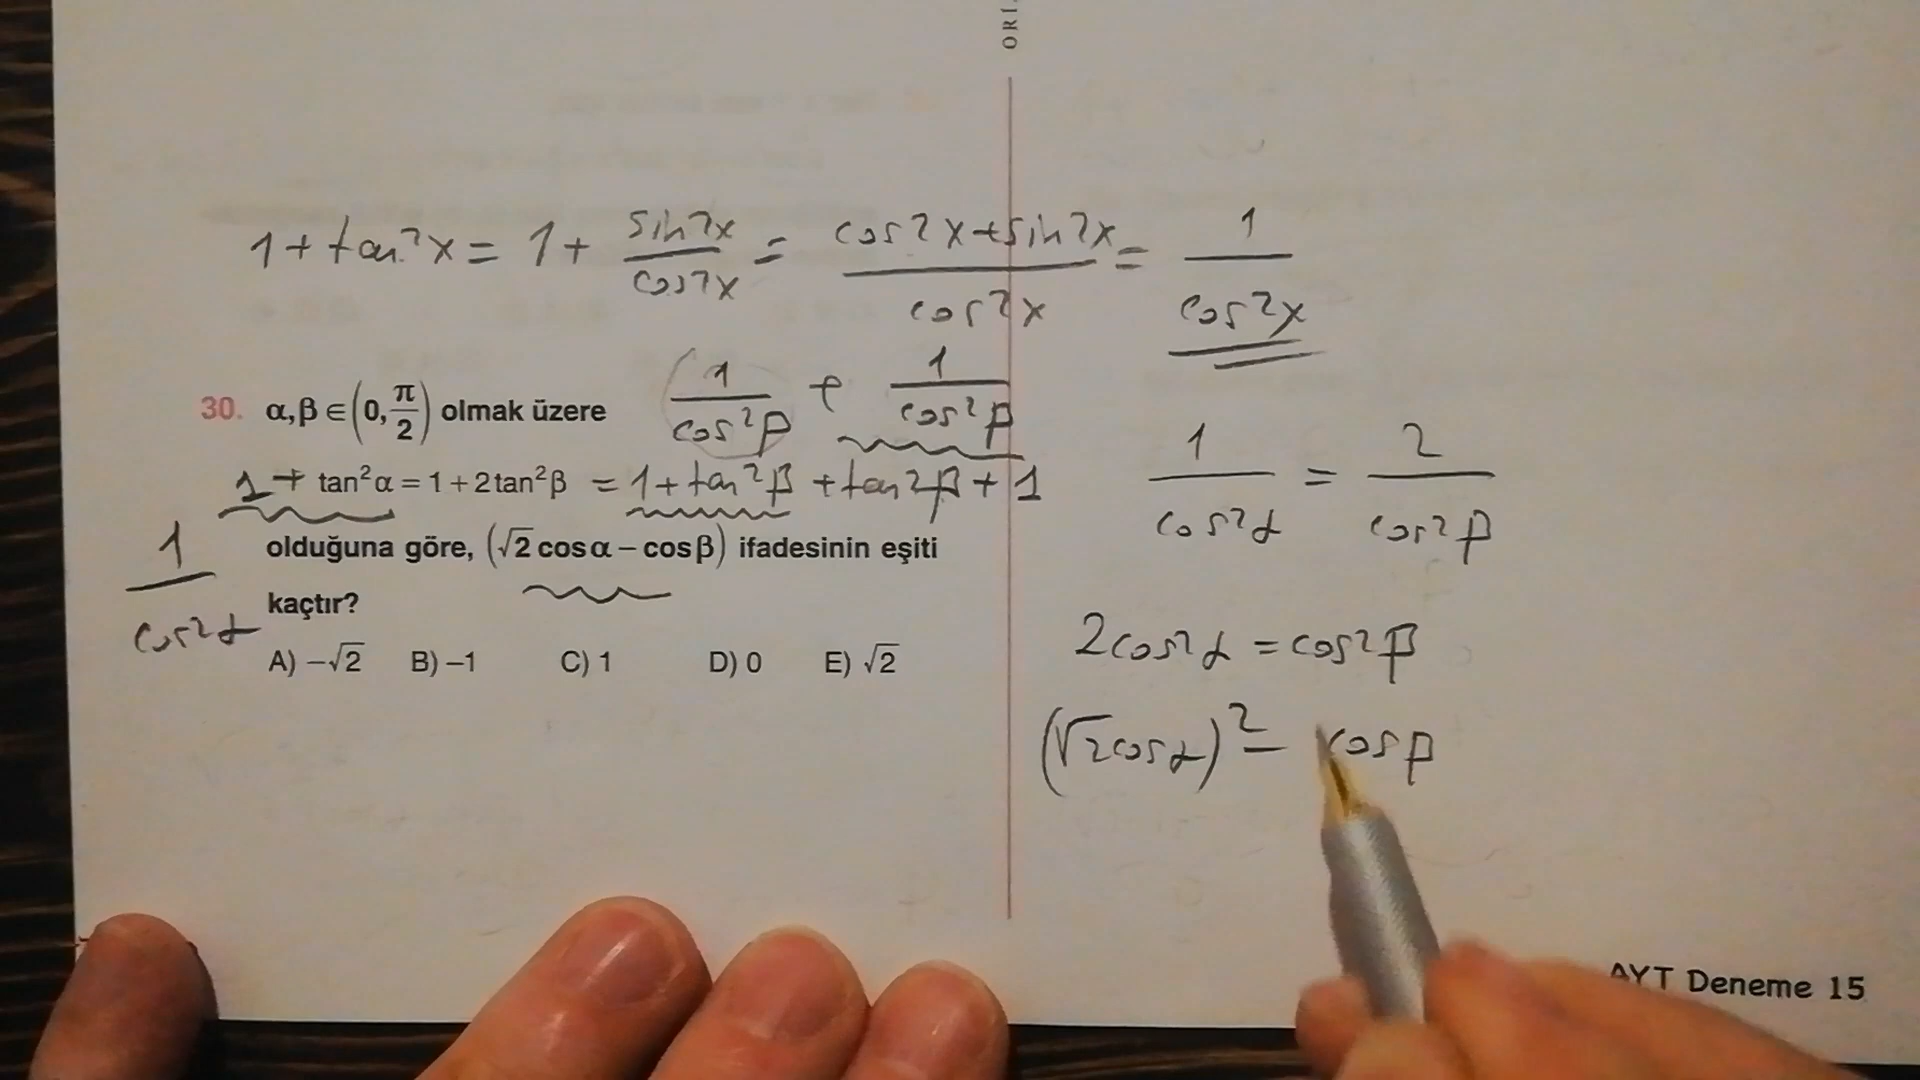 ORİ
1 + tan²x = 1 + sin²x/cos²x = cos²x+sin²x/cos²x = 1/cos²x
1/cos²β + 1/cos²β
30. α,β ∈ (0, π/2) olmak üzere
1 + tan²α = 1 + 2tan²β = 1 + tan²β + tan²β + 1
1/cos²α
olduğuna göre, (√2 cosα − cosβ) ifadesinin eşiti
kaçtır?
A) −√2 B) −1 C) 1 D) 0 E) √2
1/cos²α = 2/cos²β
2cos²α = cos²β
(√2cosα)² = cosβ
AYT Deneme 15